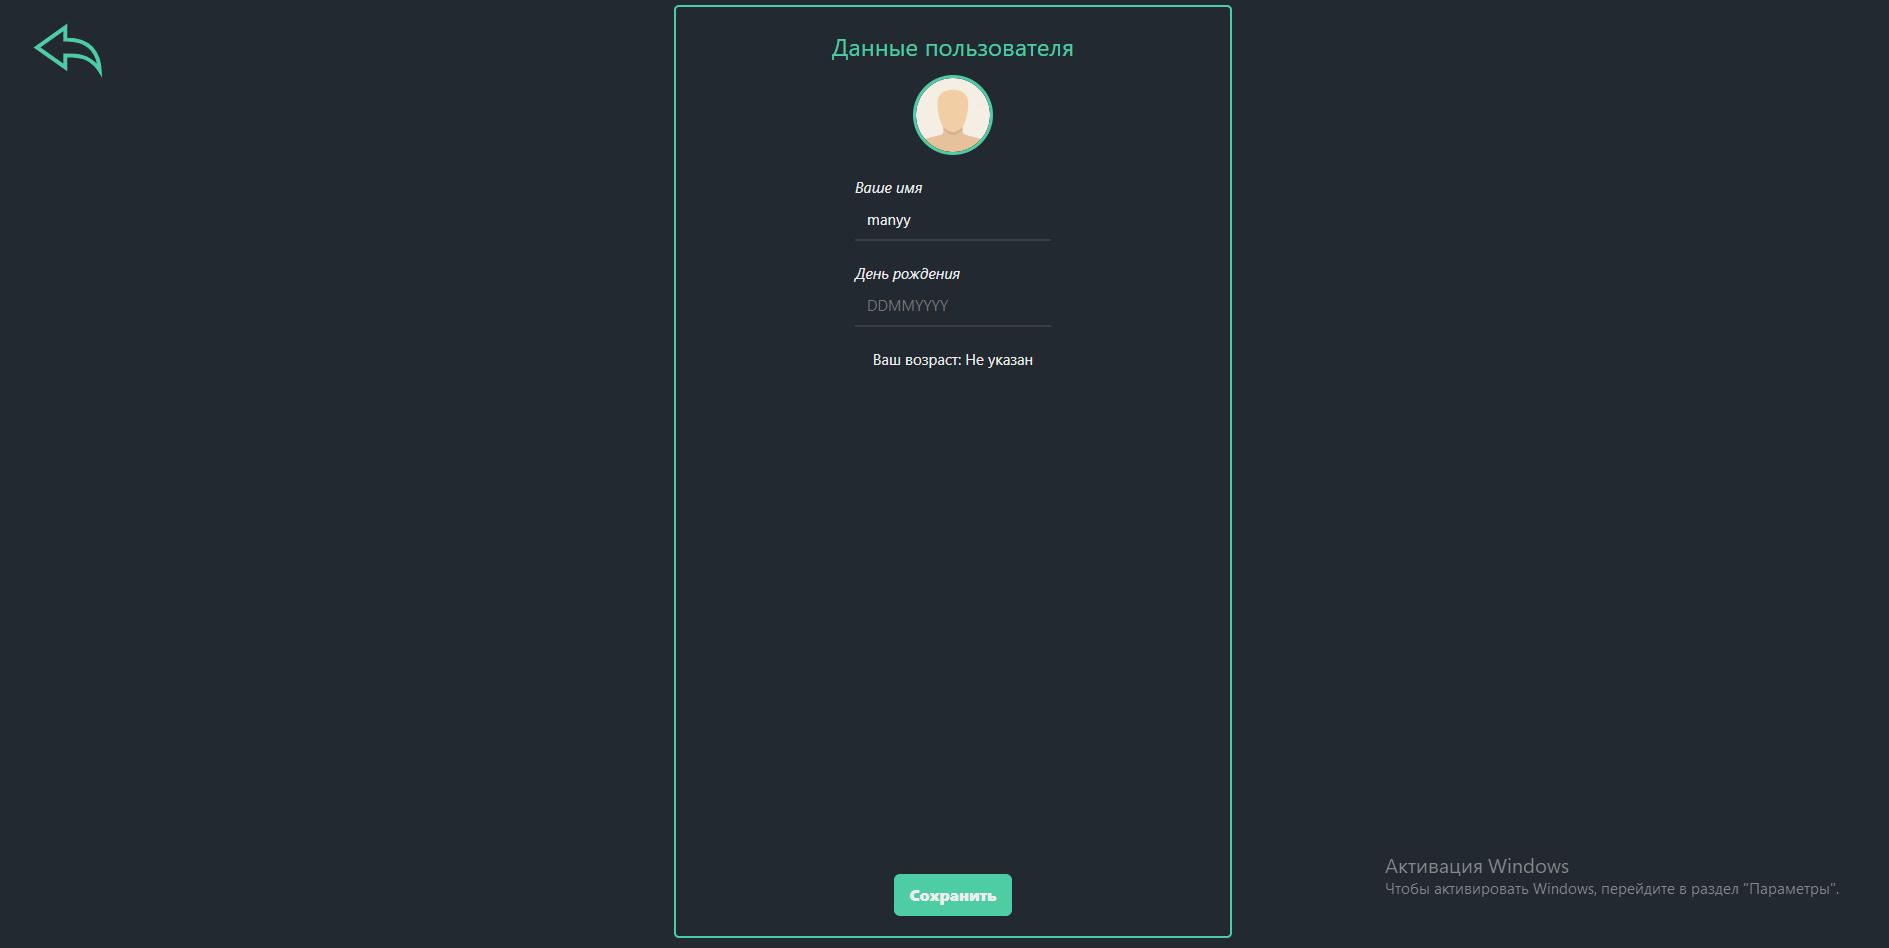 Данные пользователя
Ваше имя
manyy
День рождения
DDMMYYYY
Ваш возраст: Не указан
Сохранить
Активация Windows
Чтобы активировать Windows, перейдите в раздел "Параметры".